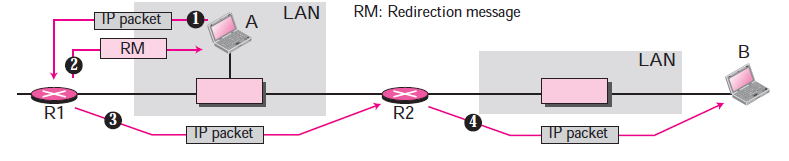 IP packet
1
A
LAN
RM: Redirection message
RM
2
LAN
B
R1
R2
3
4
IP packet
IP packet